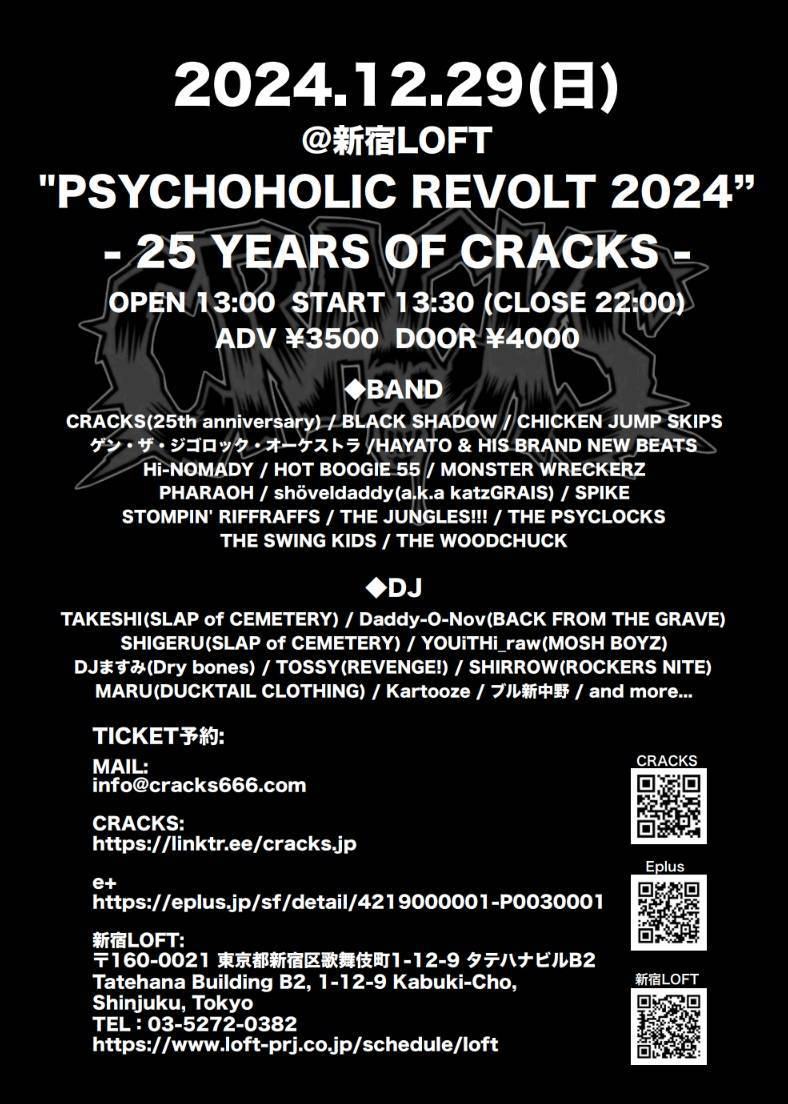 2024.12.29(日)
@新宿LOFT
"PSYCHOHOLIC REVOLT 2024”
- 25 YEARS OF CRACKS -
OPEN 13:00 START 13:30 (CLOSE 22:00)
ADV ¥3500 DOOR ¥4000
CRACKS
◆BAND
CRACKS(25th anniversary) / BLACK SHADOW / CHICKEN JUMP SKIPS
ゲン・ザ・ジゴロック・オーケストラ /HAYATO & HIS BRAND NEW BEATS
Hi-NOMADY / HOT BOOGIE 55 / MONSTER WRECKERZ
PHARAOH / shöveldaddy(a.k.a katzGRAIS) / SPIKE
STOMPIN' RIFFRAFFS / THE JUNGLES!!! / THE PSYCLOCKS
THE SWING KIDS / THE WOODCHUCK
◆DJ
TAKESHI(SLAP of CEMETERY) / Daddy-O-Nov(BACK FROM THE GRAVE)
SHIGERU(SLAP of CEMETERY) / YOUiTHi_raw(MOSH BOYZ)
DJますみ(Dry bones) / TOSSY(REVENGE!) / SHIRROW(ROCKERS NITE)
MARU(DUCKTAIL CLOTHING) / Kartooze / ブル新中野 / and more...
TICKET予約:
MAIL:
info@cracks666.com
CRACKS:
https://linktr.ee/cracks.jp
e+
https://eplus.jp/sf/detail/4219000001-P0030001
新宿LOFT:
〒160-0021 東京都新宿区歌舞伎町1-12-9 タテハナビルB2
Tatehana Building B2, 1-12-9 Kabuki-Cho,
Shinjuku, Tokyo
TEL：03-5272-0382
https://www.loft-prj.co.jp/schedule/loft
CRACKS
Eplus
新宿LOFT